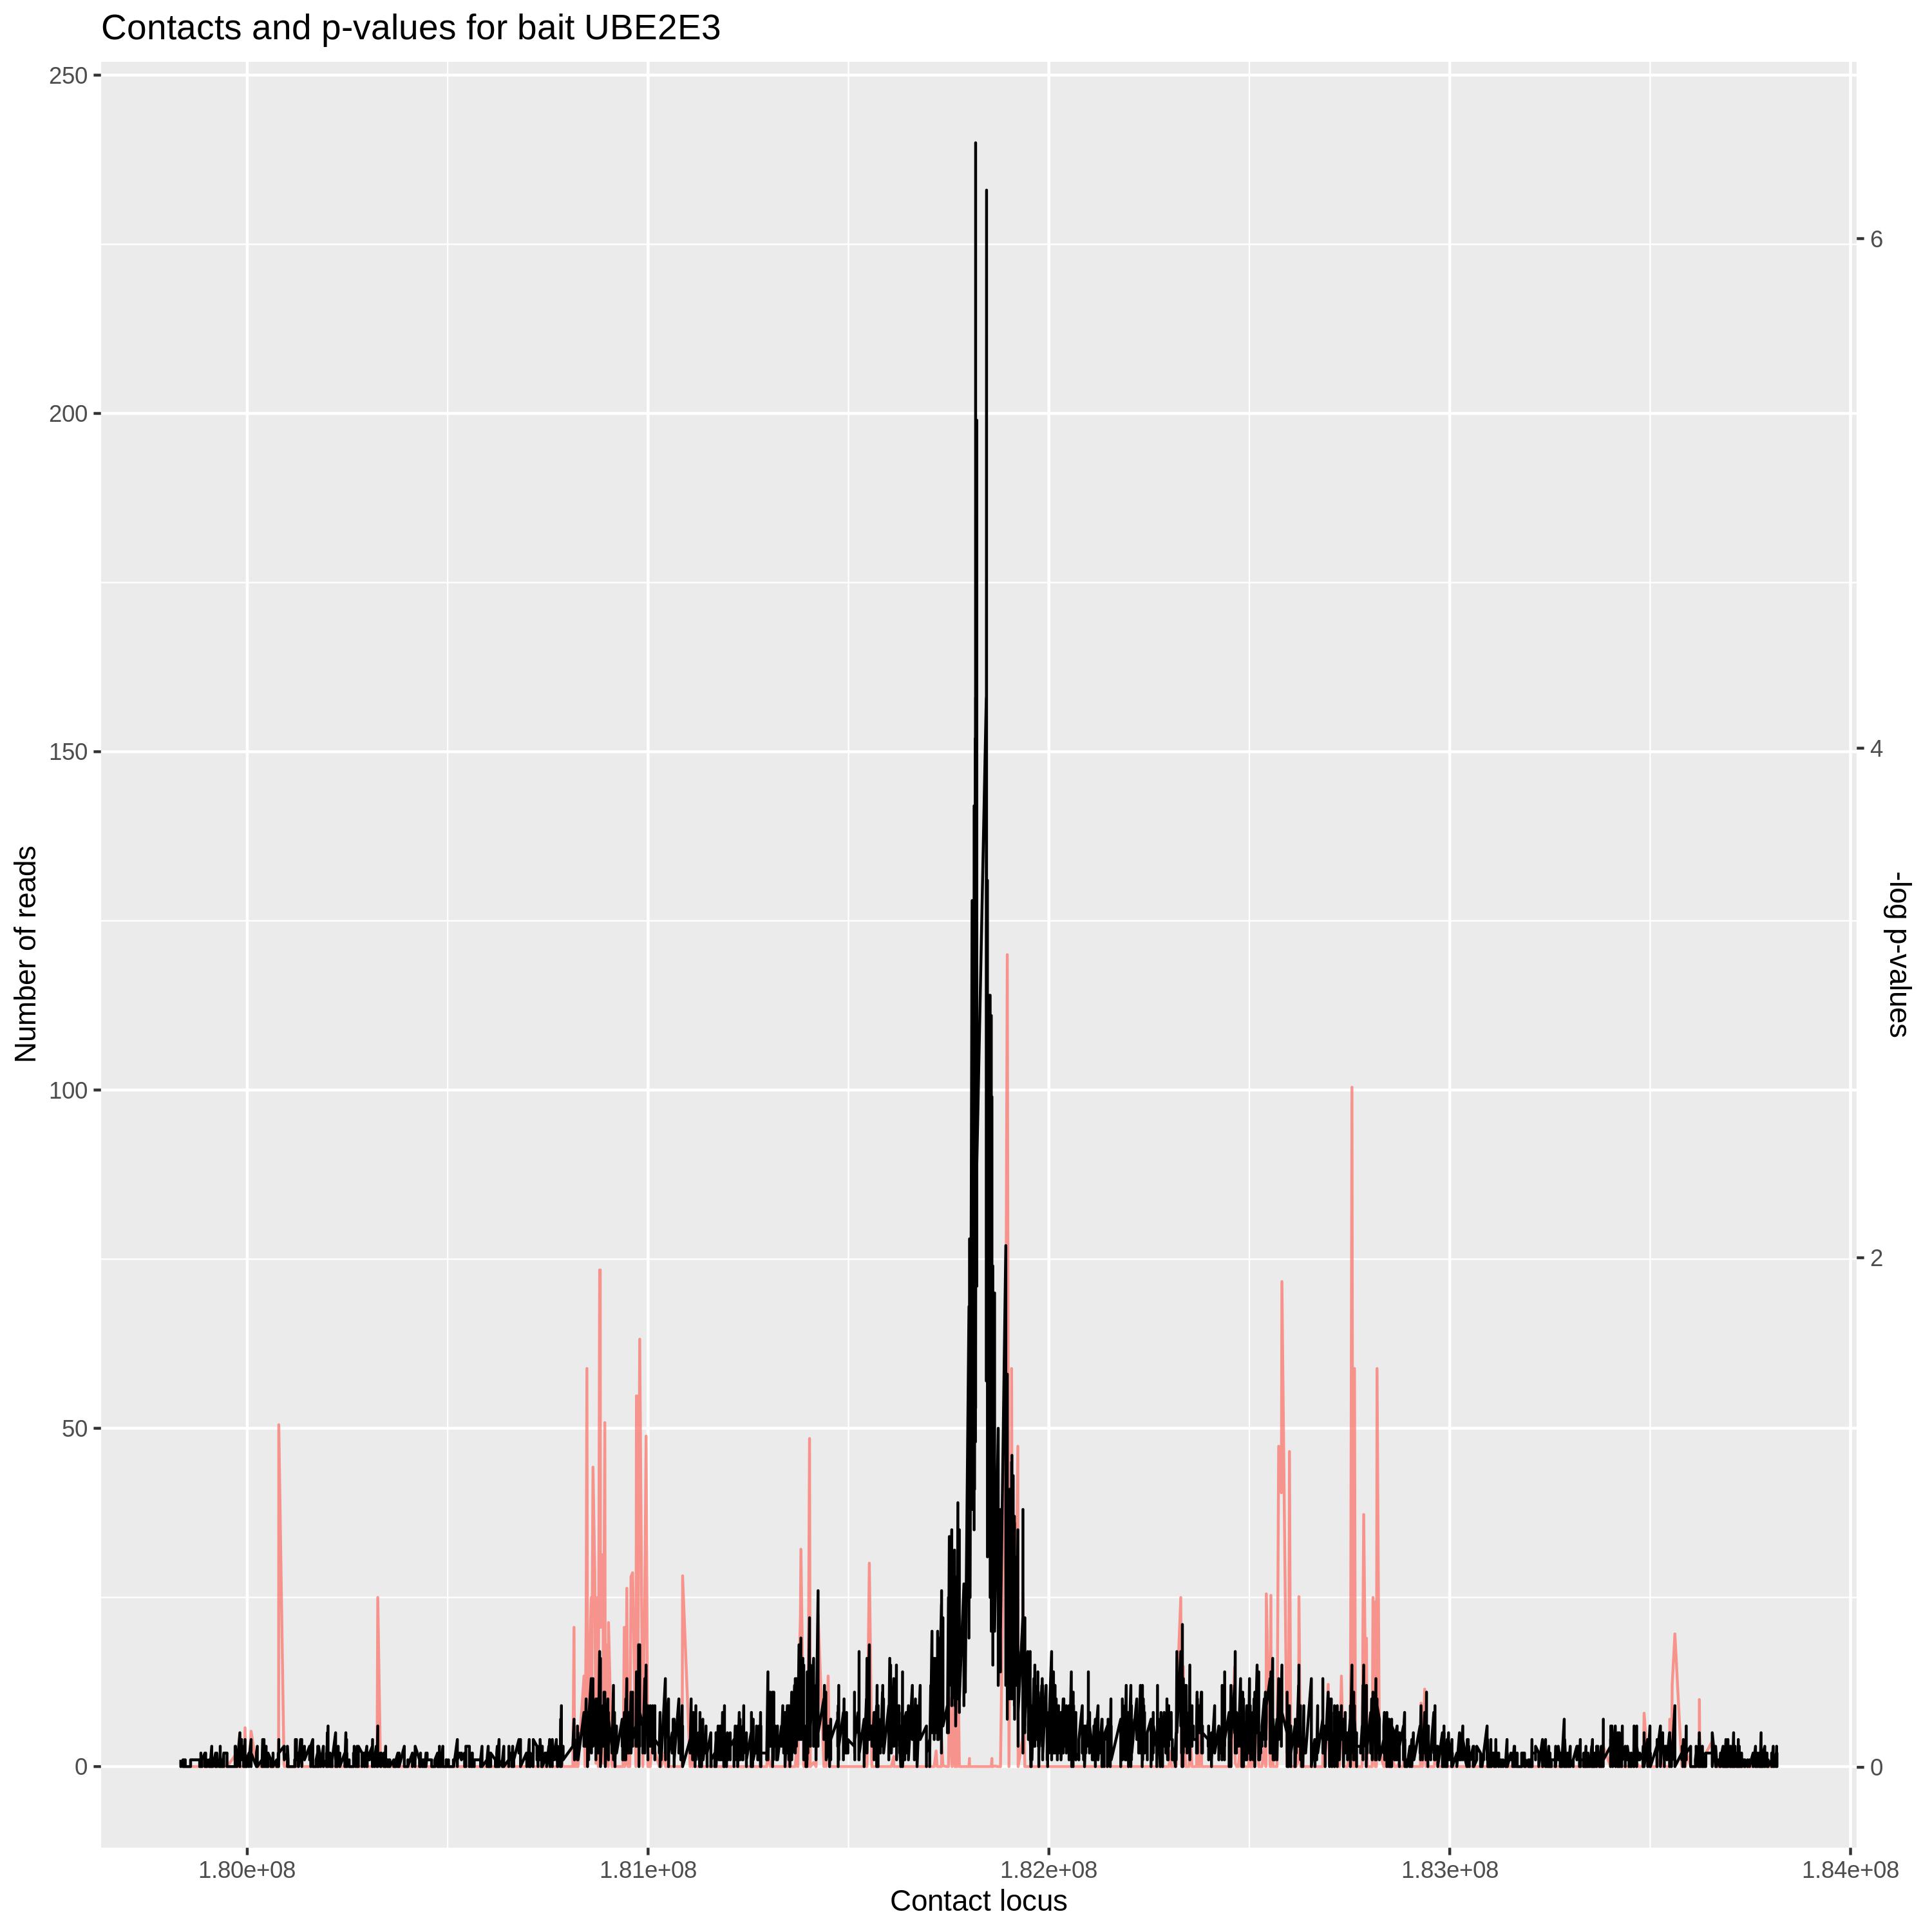 Contacts and p-values for bait UBE2E3
250
200
150
100
50
0
Number of reads
6
4
2
0
-log p-values
1.80e+08
1.81e+08
1.82e+08
1.83e+08
1.84e+08
Contact locus